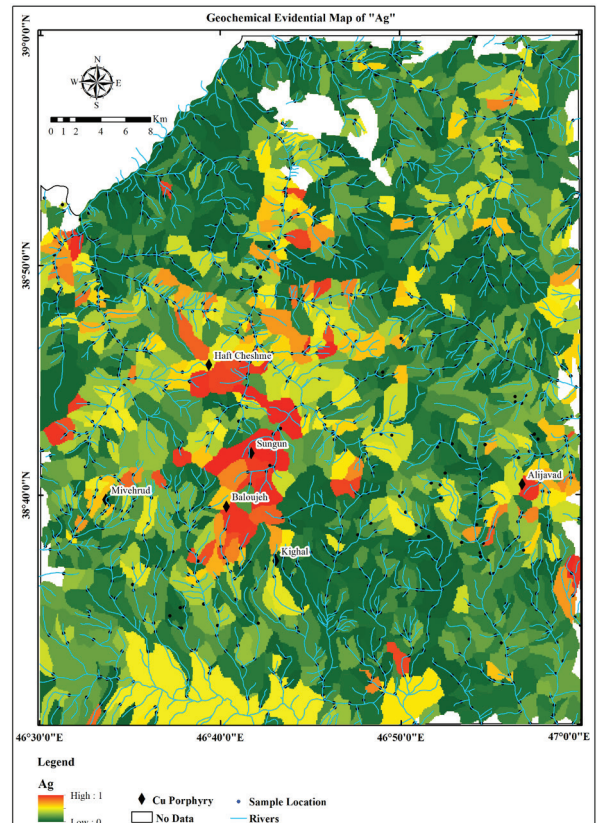 Geochemical Evidential Map of "Ag"
39°0'0"N
N
W E
S
Km
0 1 2 4 6 8
38°50'0"N
Haft Cheshme
Sungun
Alijavad
38°40'0"N
Mivehrud
Baloujeh
Kighal
46°30'0"E 46°40'0"E 46°50'0"E 47°0'0"E
Legend
Ag
High : 1
Low : 0
Cu Porphyry
Sample Location
No Data
Rivers